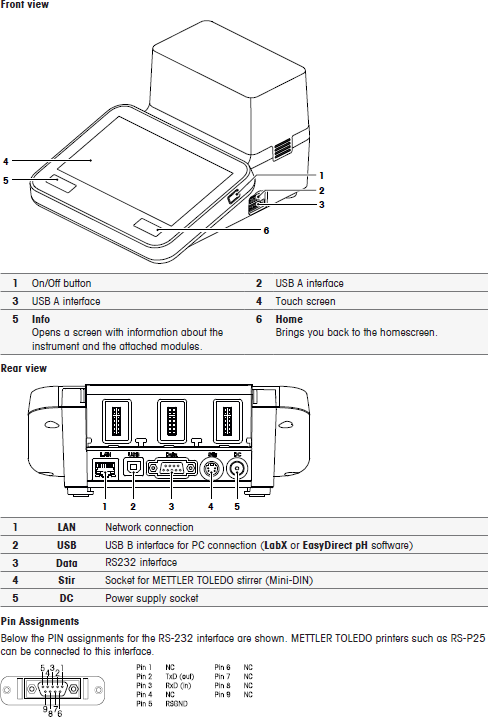 Front view
4
5
1
2
3
6
1 On/Off button 2 USB A interface
3 USB A interface 4 Touch screen
5 Info 6 Home
Opens a screen with information about the Brings you back to the homescreen.
instrument and the attached modules.
Rear view
LAN USB Data Stir DC
1 2 3 4 5
1 LAN Network connection
2 USB USB B interface for PC connection (LabX or EasyDirect pH software)
3 Data RS232 interface
4 Stir Socket for METTLER TOLEDO stirrer (Mini-DIN)
5 DC Power supply socket
Pin Assignments
Below the PIN assignments for the RS-232 interface are shown. METTLER TOLEDO printers such as RS-P25
can be connected to this interface.
5 4 3 2 1
9 8 7 6
Pin 1 NC Pin 6 NC
Pin 2 TxD (out) Pin 7 NC
Pin 3 RxD (in) Pin 8 NC
Pin 4 NC Pin 9 NC
Pin 5 RSGND